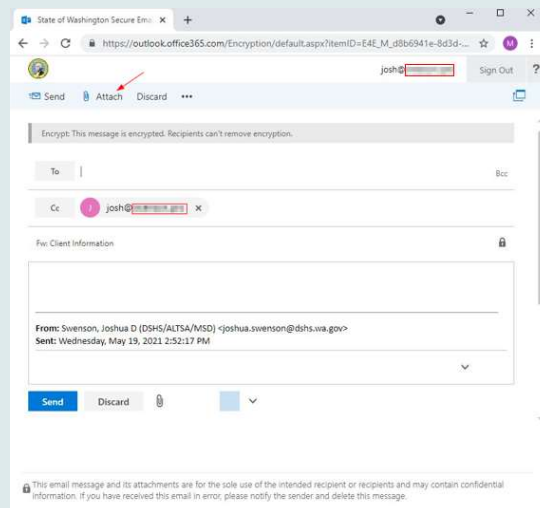 State of Washington Secure Ema
https://outlook.office365.com/Encryption/default.aspx?itemID=E4E_M_d8b6941e-8d3d-...
M
josh@
Sign Out
?
Send Attach Discard
Encrypt: This message is encrypted. Recipients can't remove encryption.
To
Bcc
Cc
J
josh@
Fw: Client Information
From: Swenson, Joshua D (DSHS/ALTSA/MSD) <joshua.swenson@dshs.wa.gov>
Sent: Wednesday, May 19, 2021 2:52:17 PM
Send Discard
This email message and its attachments are for the sole use of the intended recipient or recipients and may contain confidential
information. If you have received this email in error, please notify the sender and delete this message.